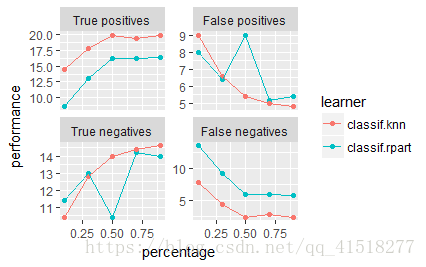 True positives
False positives
20.0
17.5
15.0
12.5
10.0
9
8
7
6
5
True negatives
False negatives
14
13
12
11
10
5
0.25 0.50 0.75
0.25 0.50 0.75
performance
percentage
learner
classif.knn
classif.rpart
https://blog.csdn.net/qq_41518277